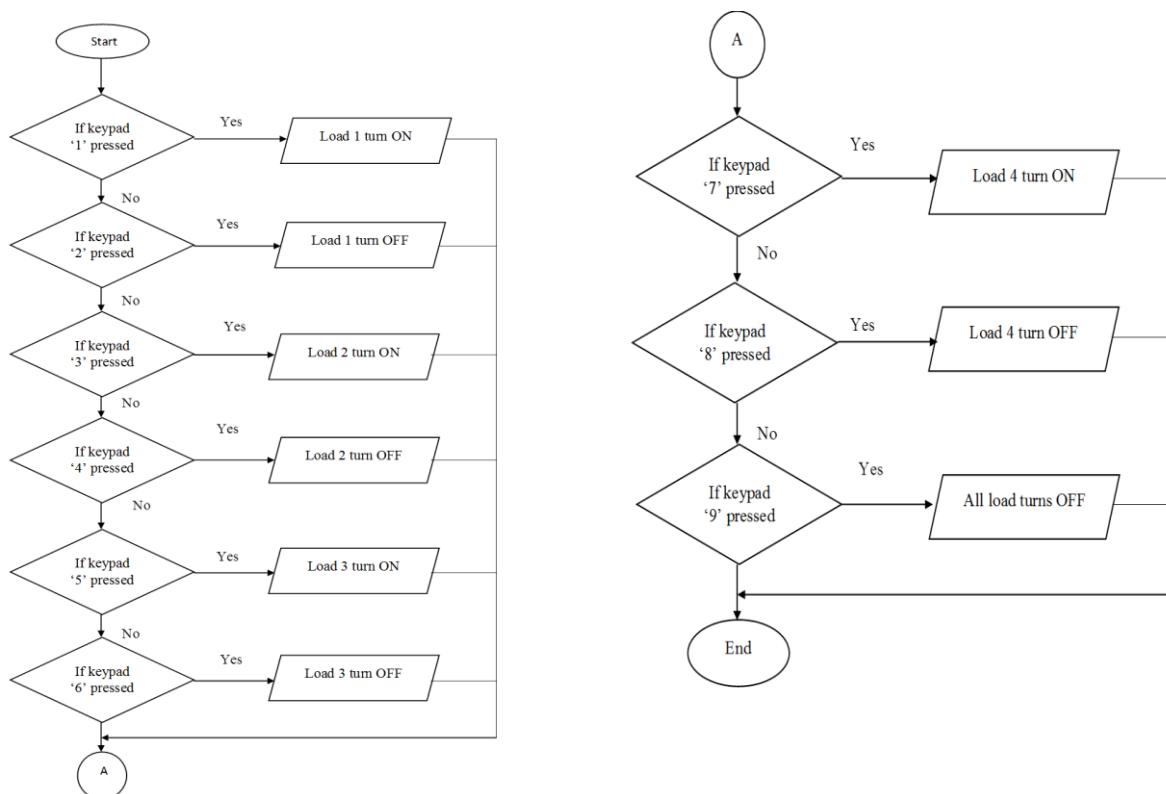 Start
If keypad
‘1’ pressed
Yes
Load 1 turn ON
No
If keypad
‘2’ pressed
Yes
Load 1 turn OFF
No
If keypad
‘3’ pressed
Yes
Load 2 turn ON
No
If keypad
‘4’ pressed
Yes
Load 2 turn OFF
No
If keypad
‘5’ pressed
Yes
Load 3 turn ON
No
If keypad
‘6’ pressed
Yes
Load 3 turn OFF
A
A
If keypad
‘7’ pressed
Yes
Load 4 turn ON
No
If keypad
‘8’ pressed
Yes
Load 4 turn OFF
No
If keypad
‘9’ pressed
Yes
All load turns OFF
End